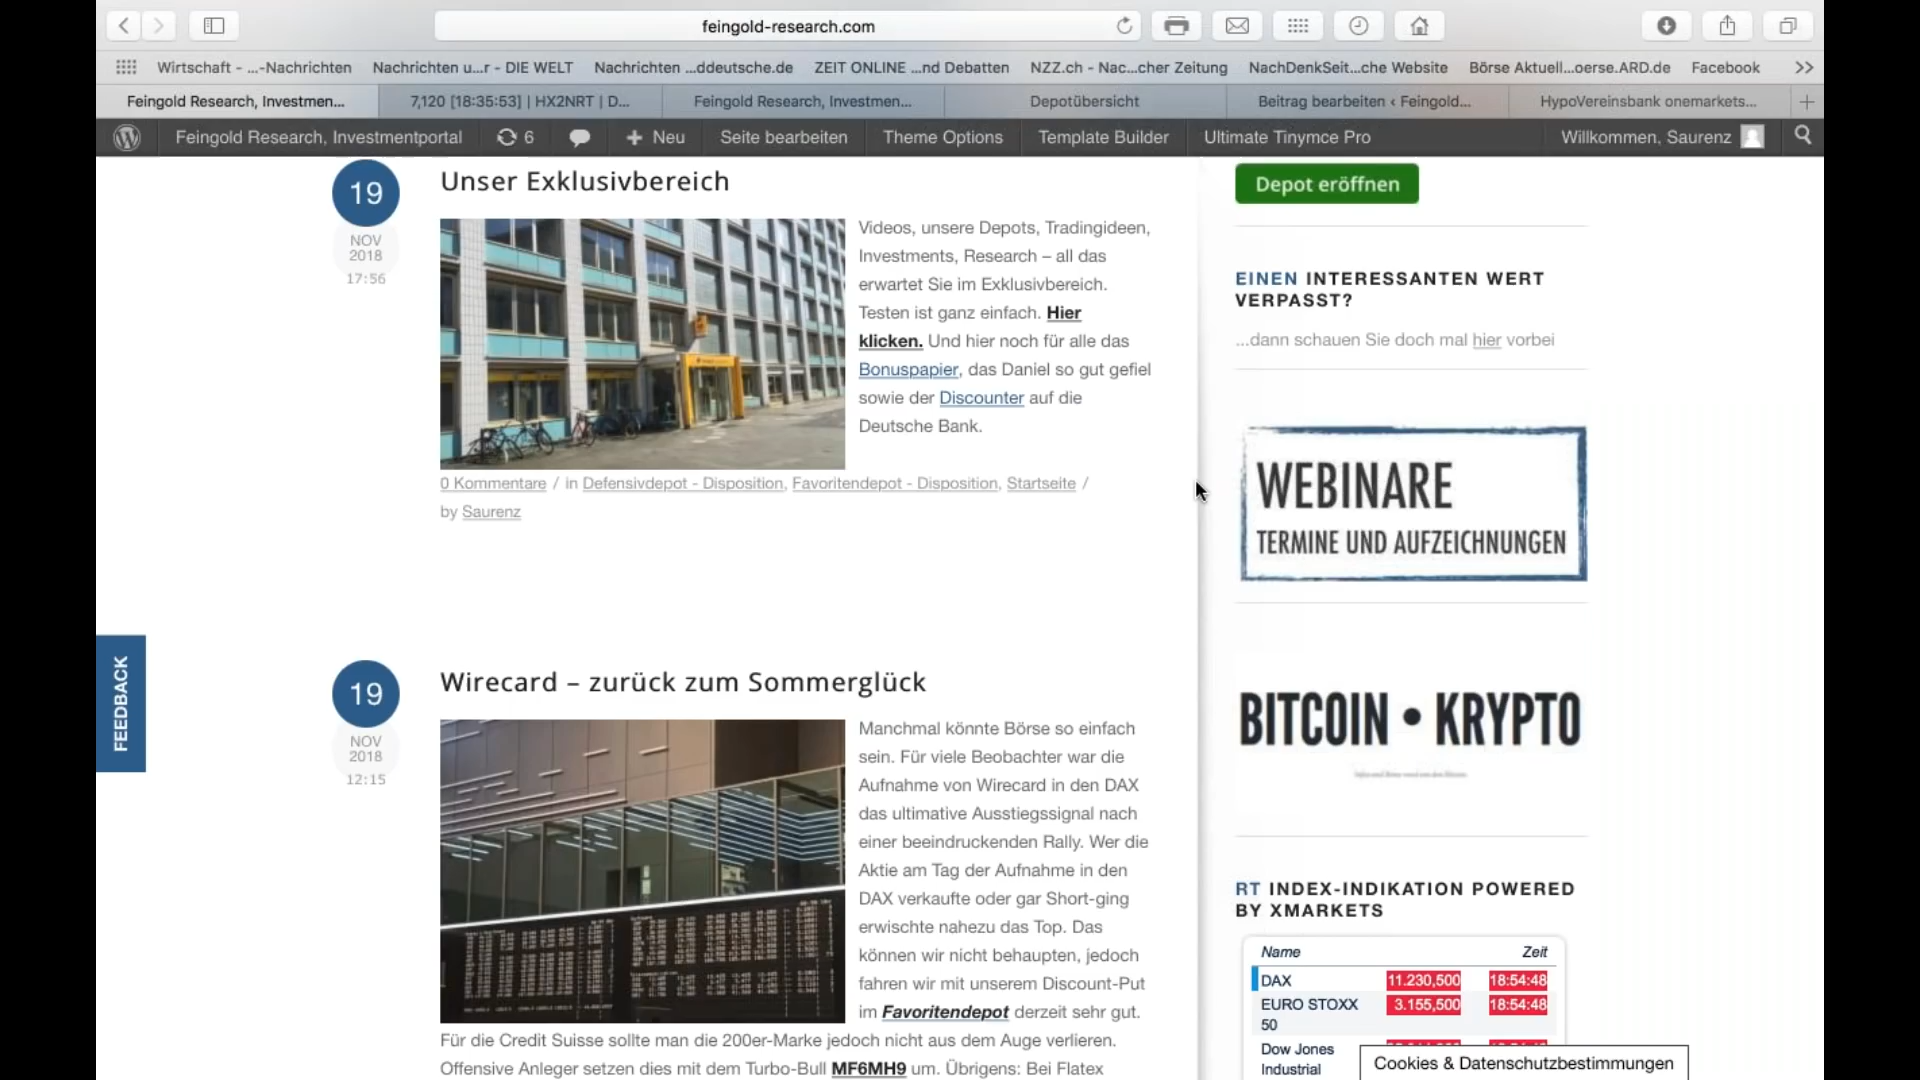 feingold-research.com
Wirtschaft - ...-Nachrichten
Nachrichten u...r - DIE WELT
Nachrichten ...ddeutsche.de
ZEIT ONLINE ...nd Debatten
NZZ.ch - Nac...cher Zeitung
NachDenkSeit...che Website
Börse Aktuell...oerse.ARD.de
Facebook
Feingold Research, Investmen...
7,120 [18:35:53] | HX2NRT | D...
Feingold Research, Investmen...
Depotübersicht
Beitrag bearbeiten ‹ Feingold...
HypoVereinsbank onemarkets...
Feingold Research, Investmentportal
6
Neu
Seite bearbeiten
Theme Options
Template Builder
Ultimate Tinymce Pro
Willkommen, Saurenz
19
NOV
2018
17:56
Unser Exklusivbereich
Videos, unsere Depots, Tradingideen,
Investments, Research – all das
erwartet Sie im Exklusivbereich.
Testen ist ganz einfach. Hier
klicken. Und hier noch für alle das
Bonuspapier, das Daniel so gut gefiel
sowie der Discounter auf die
Deutsche Bank.
0 Kommentare / in Defensivdepot - Disposition, Favoritendepot - Disposition, Startseite /
by Saurenz
FEEDBACK
19
NOV
2018
12:15
Wirecard – zurück zum Sommerglück
Manchmal könnte Börse so einfach
sein. Für viele Beobachter war die
Aufnahme von Wirecard in den DAX
das ultimative Ausstiegssignal nach
einer beeindruckenden Rally. Wer die
Aktie am Tag der Aufnahme in den
DAX verkaufte oder gar Short-ging
erwischte nahezu das Top. Das
können wir nicht behaupten, jedoch
fahren wir mit unserem Discount-Put
im Favoritendepot derzeit sehr gut.
Für die Credit Suisse sollte man die 200er-Marke jedoch nicht aus dem Auge verlieren.
Offensive Anleger setzen dies mit dem Turbo-Bull MF6MH9 um. Übrigens: Bei Flatex
Depot eröffnen
EINEN INTERESSANTEN WERT
VERPASST?
...dann schauen Sie doch mal hier vorbei
WEBINARE
TERMINE UND AUFZEICHNUNGEN
BITCOIN • KRYPTO
RT INDEX-INDIKATION POWERED
BY XMARKETS
Name Zeit
DAX 11.230,500 18:54:48
EURO STOXX 3.155,500 18:54:48
50
Dow Jones
Industrial
Cookies & Datenschutzbestimmungen